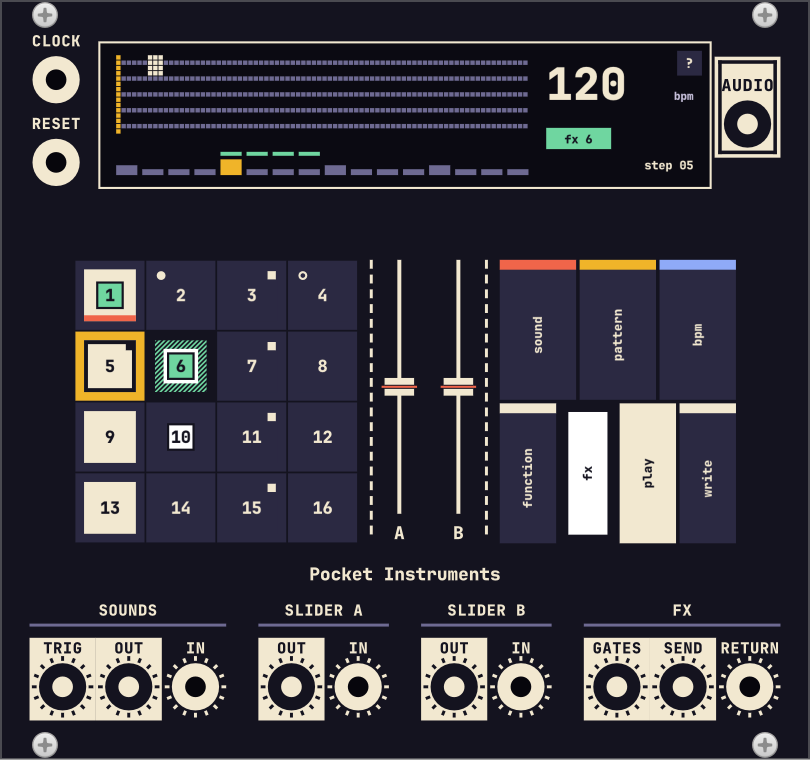 CLOCK
RESET
120
?
bpm
fx 6
step 05
AUDIO
1 2 3 4
5 6 7 8
9 10 11 12
13 14 15 16
A B
sound pattern bpm
function fx play write
Pocket Instruments
SOUNDS SLIDER A SLIDER B FX
TRIG OUT IN OUT IN OUT IN GATES SEND RETURN